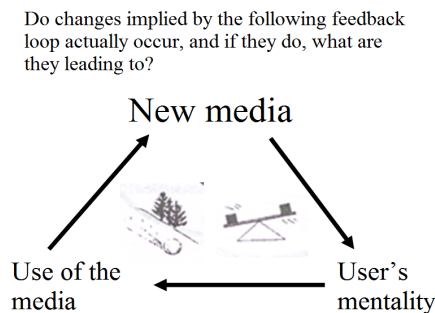 Do changes implied by the following feedback
loop actually occur, and if they do, what are
they leading to?
New media
Use of the
media
User's
mentality